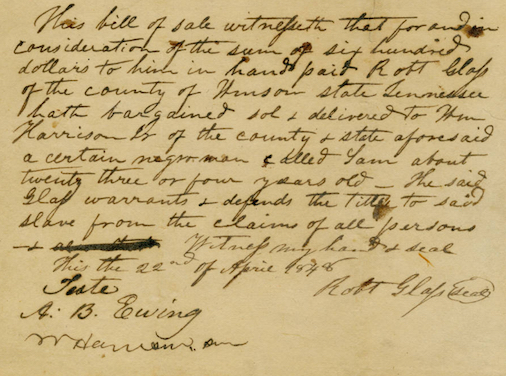 This bill of sale witnesseth that for and in
consideration of the sum of six hundred
dollars to him in hand paid Robt Glass
of the county of Henson state Tennessee
hath bargained sol & delivered to Wm
Harrison Sr of the county & state aforesaid
a certain negro man called Sam about
twenty three or four years old – The said
Glass warrants & defends the title to said
slave from the claims of all persons
& Witness my hand & seal
this the 22nd of April 1848
Teste Robt Glass (seal)
A. B. Ewing
W Harrison